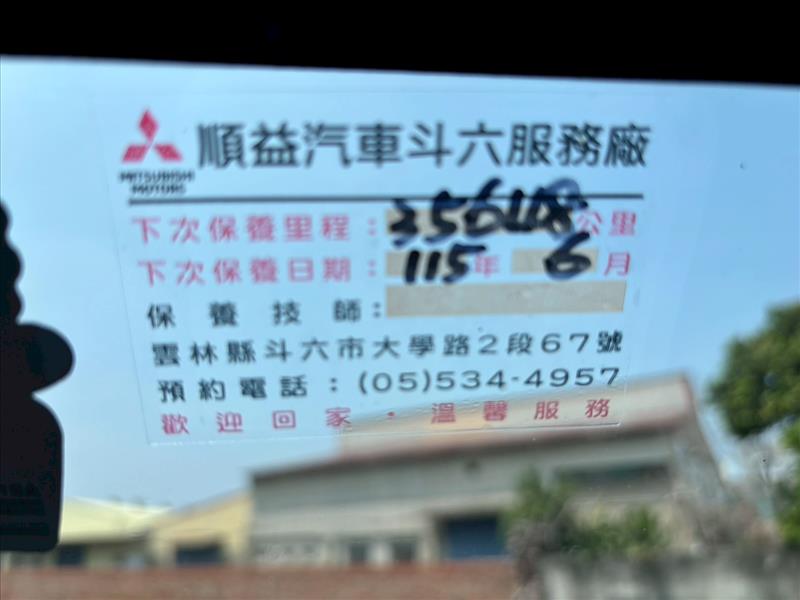 順益汽車斗六服務廠
MITSUBISHI
MOTORS
下次保養里程：公里
下次保養日期：115年6月
保養技師：
雲林縣斗六市大學路2段67號
預約電話：(05)534-4957
歡迎回家・溫馨服務